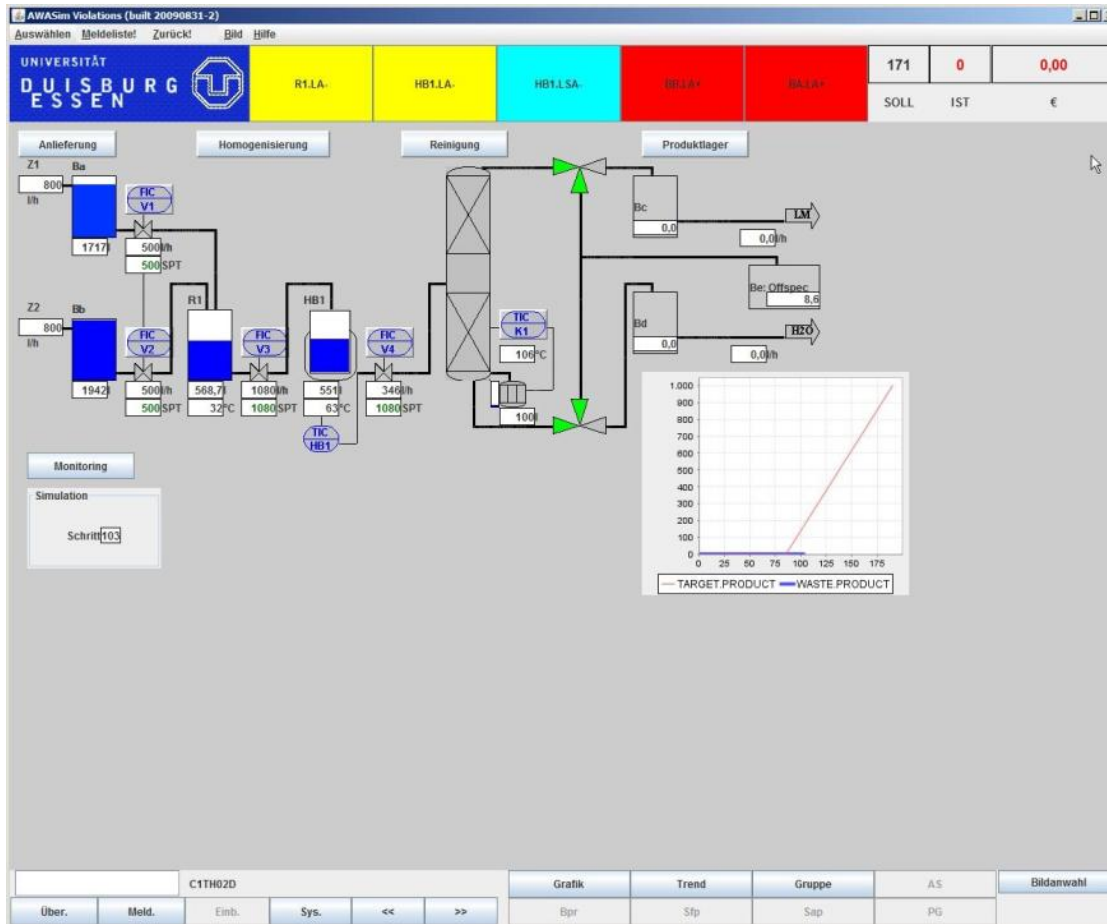 AWASim Violations (built 20090831-2)
Auswählen Meldeliste! Zurück! Bild Hilfe
UNIVERSITÄT
DUISBURG
ESSEN
R1.LA-
HB1.LA-
HB1.LSA-
BB.LA+
BA.LA+
171 0 0,00
SOLL IST €
Anlieferung Homogenisierung Reinigung Produktlager
Z1 Ba
800
l/h
FIC
V1
1717l
500l/h
500 SPT
Z2 Bb
800
l/h
FIC
V2
1942l
500l/h
500 SPT
R1
568,7l
32°C
FIC
V3
1080l/h
1080 SPT
HB1
551l
63°C
TIC
HB1
FIC
V4
346l/h
1080 SPT
TIC
K1
106°C
100l
Bc
0,0
LM
0,0l/h
Be: Offspec
8,6
Bd
0,0
H2O
0,0l/h
Monitoring
Simulation
Schritt 103
1.000
900
800
700
600
500
400
300
200
100
0
0 25 50 75 100 125 150 175
TARGET.PRODUCT WASTE.PRODUCT
C1TH02D
Grafik Trend Gruppe AS Bildanwahl
Über. Meld. Einb. Sys. << >> Bpr Sfp Sap PG